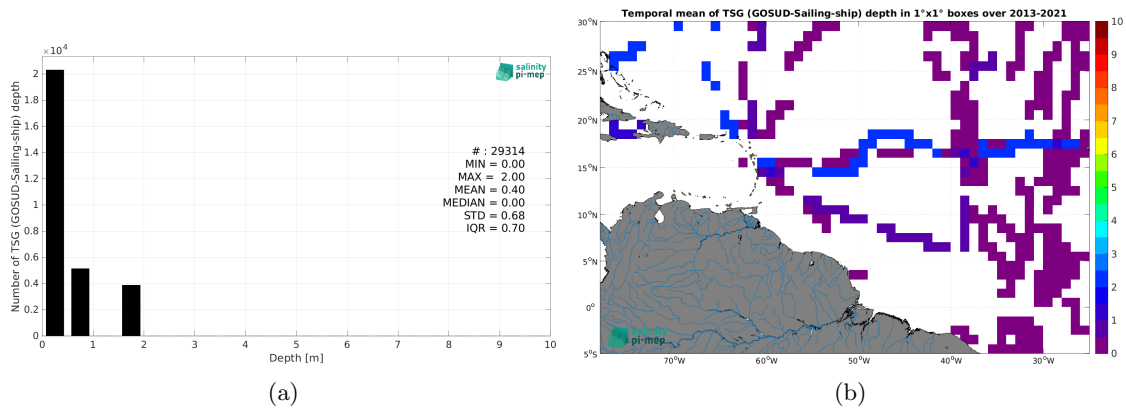 ×10⁴
2
1.8
1.6
1.4
1.2
1
0.8
0.6
0.4
0.2
0
Number of TSG (GOSUD-Sailing-ship) depth
salinity
pi-mep
# : 29314
MIN = 0.00
MAX = 2.00
MEAN = 0.40
MEDIAN = 0.00
STD = 0.68
IQR = 0.70
0 1 2 3 4 5 6 7 8 9 10
Depth [m]
(a)
Temporal mean of TSG (GOSUD-Sailing-ship) depth in 1°x1° boxes over 2013-2021
30°N
25°N
20°N
15°N
10°N
5°N
0°
5°S
70°W 60°W 50°W 40°W 30°W
salinity
pi-mep
10
9
8
7
6
5
4
3
2
1
0
(b)